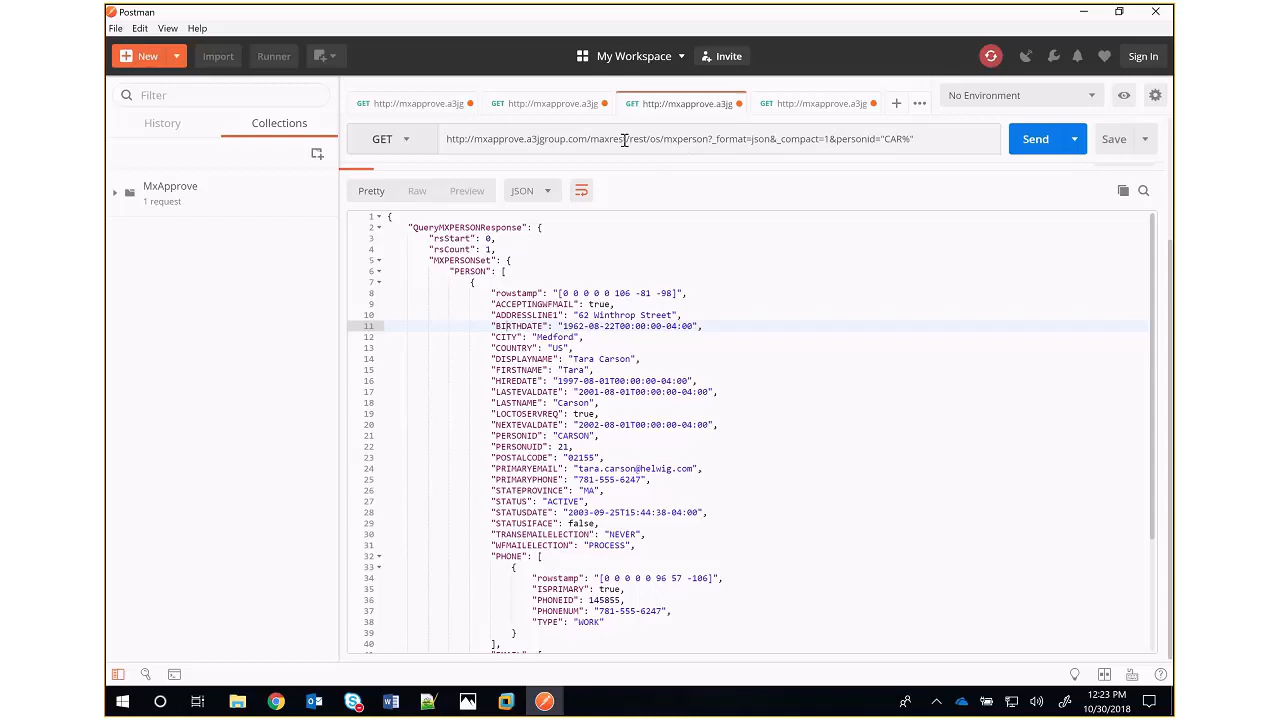 Postman
File Edit View Help
New Import Runner My Workspace Invite Sign In
Filter
History Collections
MxApprove
1 request
GET http://mxapprove.a3jg GET http://mxapprove.a3jg GET http://mxapprove.a3jg GET http://mxapprove.a3jg
No Environment
GET http://mxapprove.a3jgroup.com/maxrest/rest/os/mxperson?_format=json&_compact=1&personid="CAR%" Send Save
Pretty Raw Preview JSON
1 {
2 "QueryMXPERSONResponse": {
3 "rsStart": 0,
4 "rsCount": 1,
5 "MXPERSONSet": {
6 "PERSON": [
7 {
8 "rowstamp": "[0 0 0 0 0 106 -81 -98]",
9 "ACCEPTINGWFMAIL": true,
10 "ADDRESSLINE1": "62 Winthrop Street",
11 "BIRTHDATE": "1962-08-22T00:00:00-04:00",
12 "CITY": "Medford",
13 "COUNTRY": "US",
14 "DISPLAYNAME": "Tara Carson",
15 "FIRSTNAME": "Tara",
16 "HIREDATE": "1997-08-01T00:00:00-04:00",
17 "LASTEVALDATE": "2001-08-01T00:00:00-04:00",
18 "LASTNAME": "Carson",
19 "LOCTOSERVREQ": true,
20 "NEXTEVALDATE": "2002-08-01T00:00:00-04:00",
21 "PERSONID": "CARSON",
22 "PERSONUID": 21,
23 "POSTALCODE": "02155",
24 "PRIMARYEMAIL": "tara.carson@helwig.com",
25 "PRIMARYPHONE": "781-555-6247",
26 "STATEPROVINCE": "MA",
27 "STATUS": "ACTIVE",
28 "STATUSDATE": "2003-09-25T15:44:38-04:00",
29 "STATUSIFACE": false,
30 "TRANSEMAILELECTION": "NEVER",
31 "WFMAILELECTION": "PROCESS",
32 "PHONE": [
33 {
34 "rowstamp": "[0 0 0 0 0 96 57 -106]",
35 "ISPRIMARY": true,
36 "PHONEID": 145855,
37 "PHONENUM": "781-555-6247",
38 "TYPE": "WORK"
39 }
40 ],
12:23 PM
10/30/2018